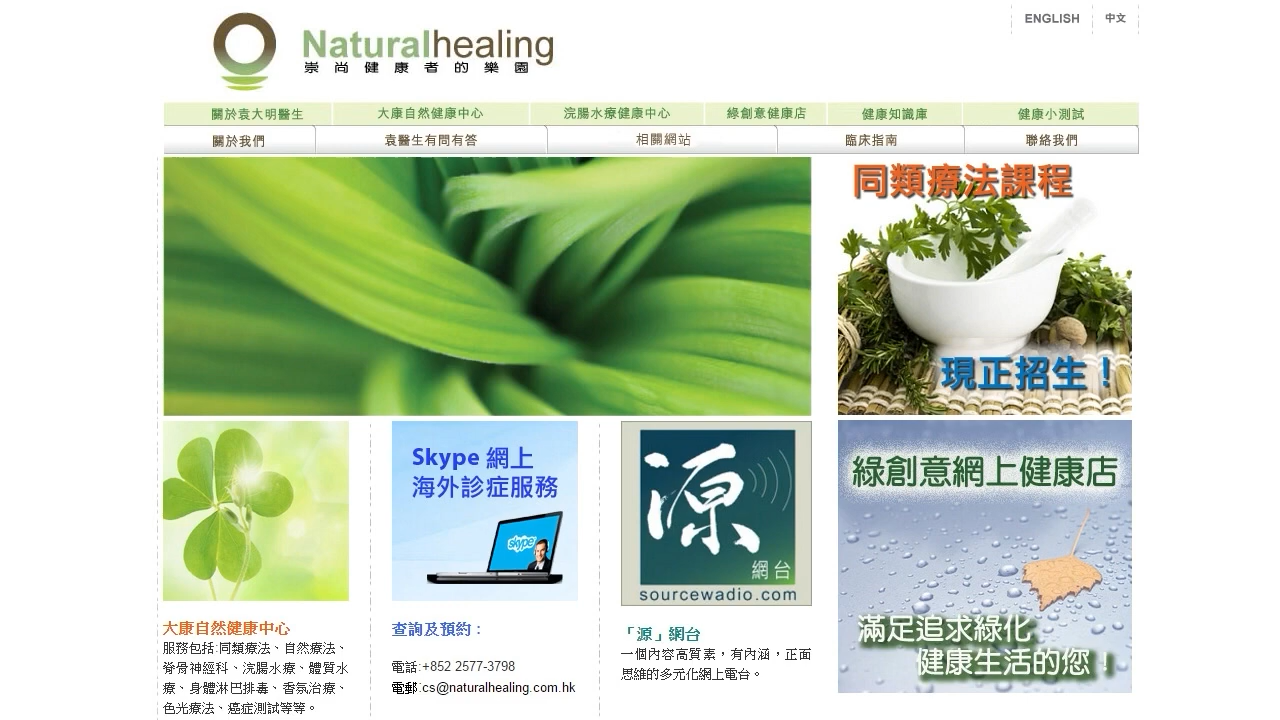 ENGLISH 中文
Naturalhealing
崇尚健康者的樂園
關於袁大明醫生 大康自然健康中心 浣腸水療健康中心 綠創意健康店 健康知識庫 健康小測試
關於我們 袁醫生有問有答 相關網站 臨床指南 聯絡我們
同類療法課程
現正招生！
Skype 網上
海外診症服務
skype
源
網台
sourcewadio.com
綠創意網上健康店
滿足追求綠化
健康生活的您！
大康自然健康中心
服務包括:同類療法、自然療法、
脊骨神經科、浣腸水療、體質水
療、身體淋巴排毒、香氛治療、
色光療法、癌症測試等等。
查詢及預約：
電話:+852 2577-3798
電郵:cs@naturalhealing.com.hk
「源」網台
一個內容高質素，有內涵，正面
思維的多元化網上電台。